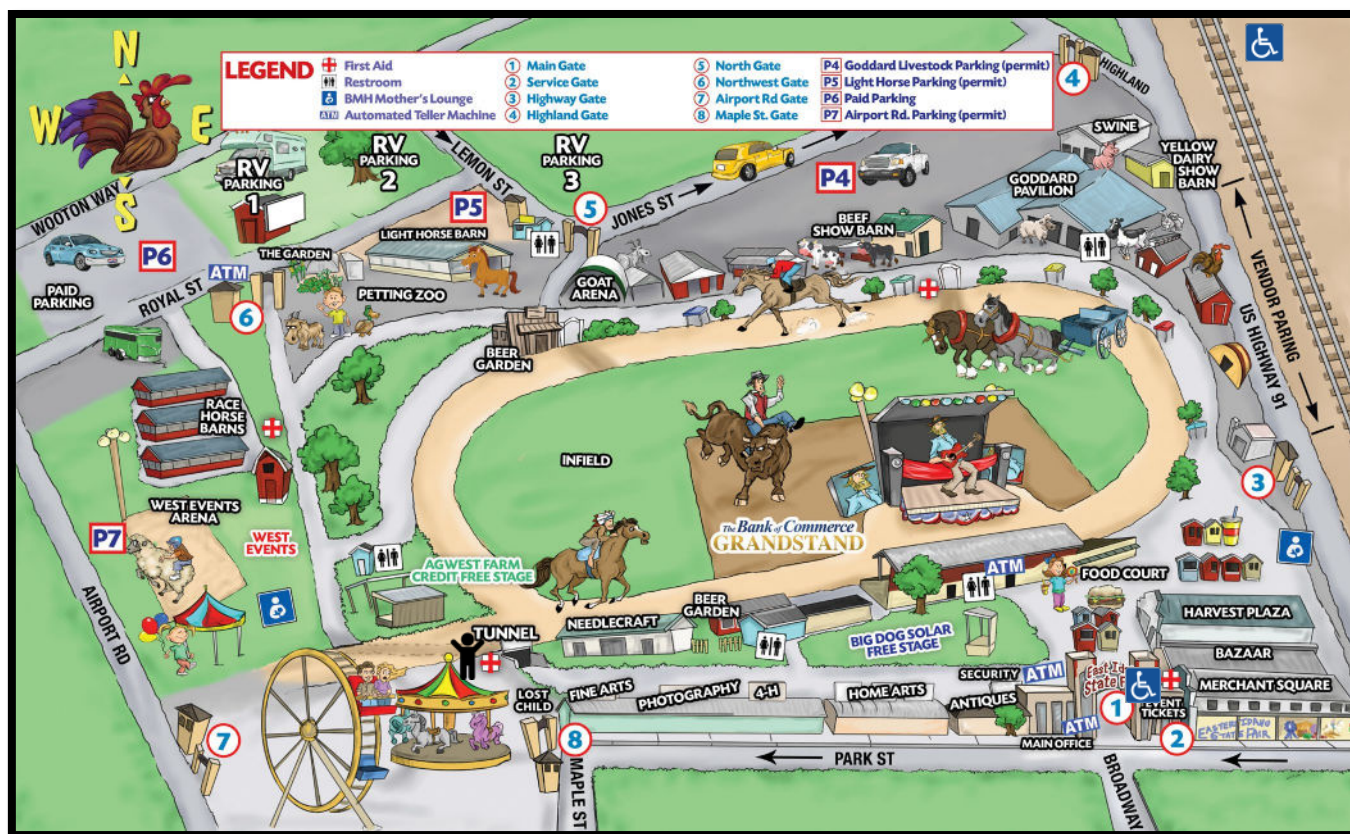 N
W
E
S
LEGEND
First Aid
Restroom
BMH Mother's Lounge
ATM Automated Teller Machine
1 Main Gate
2 Service Gate
3 Highway Gate
4 Highland Gate
5 North Gate
6 Northwest Gate
7 Airport Rd Gate
8 Maple St. Gate
P4 Goddard Livestock Parking (permit)
P5 Light Horse Parking (permit)
P6 Paid Parking
P7 Airport Rd. Parking (permit)
4
HIGHLAND
SWINE
YELLOW
DAIRY
SHOW
BARN
GODDARD
PAVILION
RV
PARKING
1
RV
PARKING
2
LEMON ST
RV
PARKING
3
P4
JONES ST
WOOTON WAY
P5
5
LIGHT HORSE BARN
BEEF
SHOW BARN
P6
PAID
PARKING
ROYAL ST
ATM
THE GARDEN
6
PETTING ZOO
GOAT
ARENA
BEER
GARDEN
VENDOR PARING
US HIGHWAY 91
RACE
HORSE
BARNS
INFIELD
3
WEST EVENTS
ARENA
P7
WEST
EVENTS
The Bank of Commerce
GRANDSTAND
AGWEST FARM
CREDIT FREE STAGE
ATM
FOOD COURT
AIRPORT RD
TUNNEL
NEEDLECRAFT
BEER
GARDEN
BIG DOG SOLAR
FREE STAGE
HARVEST PLAZA
BAZAAR
MERCHANT SQUARE
LOST
CHILD
FINE ARTS
PHOTOGRAPHY
4-H
HOME ARTS
ANTIQUES
SECURITY
ATM
East Id
State F
1
EVENT
TICKETS
EASTERN IDAHO
STATE FAIR
7
8
ATM
MAIN OFFICE
2
PARK ST
MAPLE ST
BROADWAY